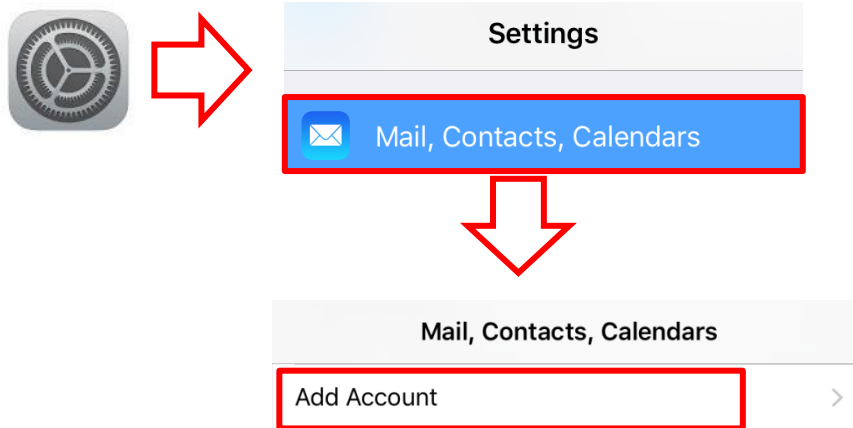 Settings
Mail, Contacts, Calendars
Mail, Contacts, Calendars
Add Account